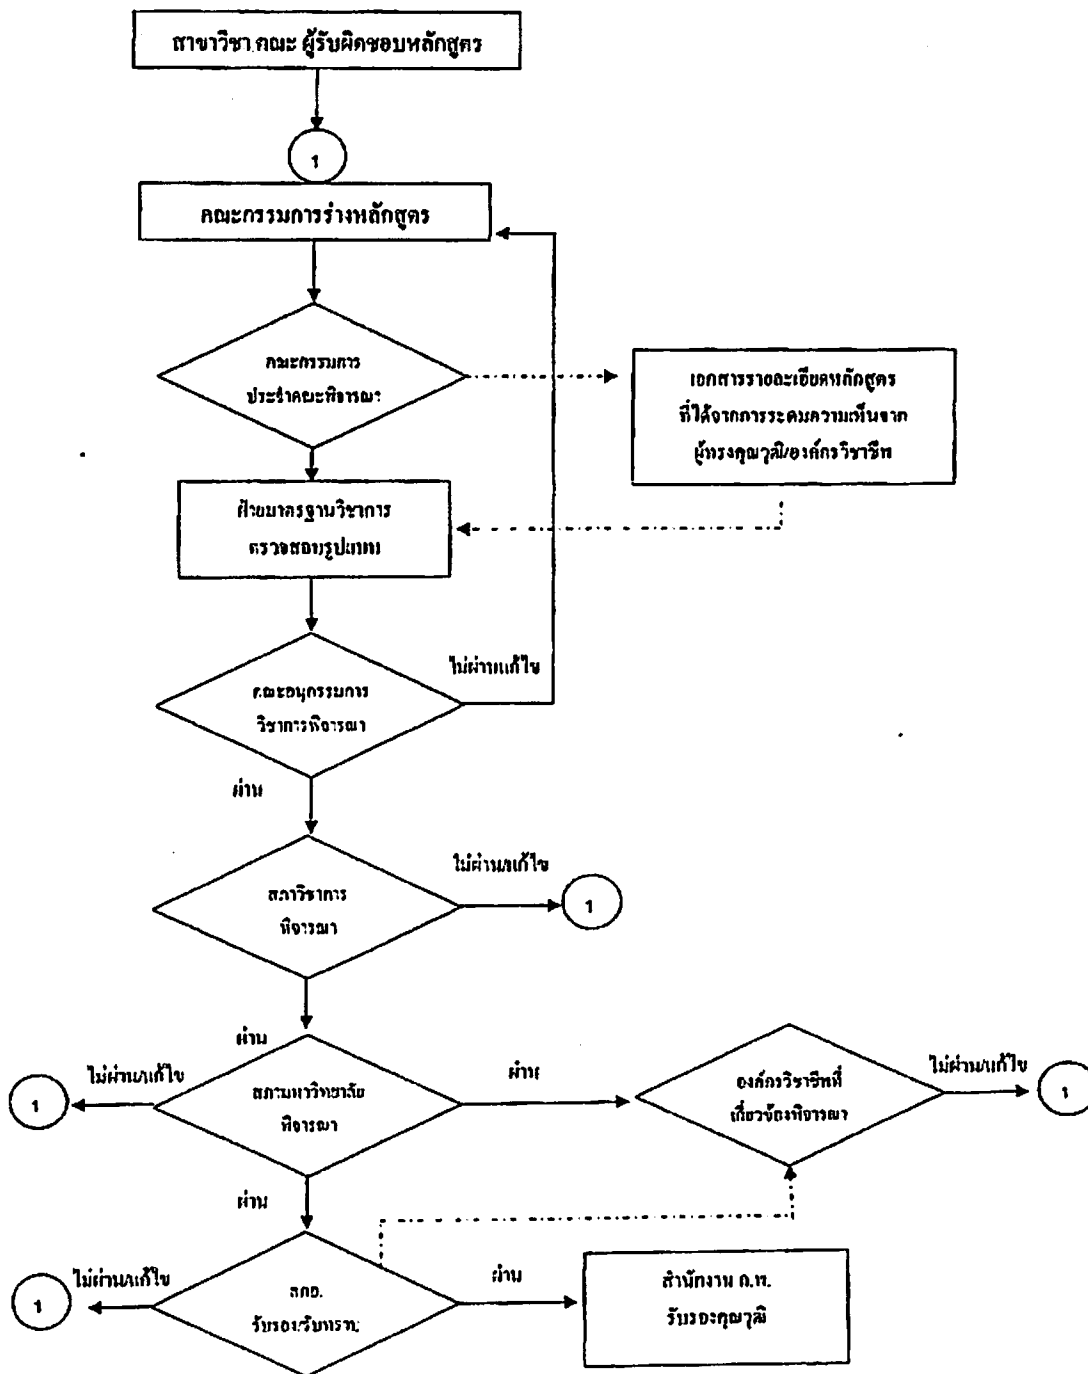 สาขาวิชา คณะ ผู้รับผิดชอบหลักสูตร
1
คณะกรรมการร่างหลักสูตร
คณะกรรมการ
ประจำคณะพิจารณา
เอกสารรายละเอียดหลักสูตร
ที่ได้จากการระดมความเห็นจาก
ผู้ทรงคุณวุฒิ/องค์กรวิชาชีพ
ฝ่ายมาตรฐานวิชาการ
ตรวจสอบรูปแบบ
ไม่ผ่าน/แก้ไข
คณะอนุกรรมการ
วิชาการพิจารณา
ผ่าน
ไม่ผ่าน/แก้ไข
สภาวิชาการ
พิจารณา
1
ผ่าน
ไม่ผ่าน/แก้ไข
1
สภามหาวิทยาลัย
พิจารณา
ผ่าน
องค์กรวิชาชีพที่
เกี่ยวข้องพิจารณา
ไม่ผ่าน/แก้ไข
1
ผ่าน
ไม่ผ่าน/แก้ไข
1
สกอ.
รับรอง/รับทราบ
ผ่าน
สำนักงาน ก.พ.
รับรองคุณวุฒิ